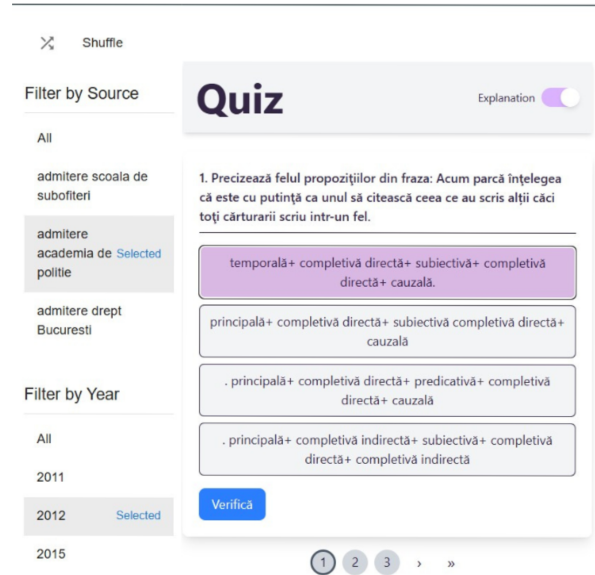 Shuffle
Filter by Source
All
admitere scoala de
subofiteri
admitere
academia de Selected
politie
admitere drept
Bucuresti
Filter by Year
All
2011
2012 Selected
2015
Quiz
Explanation
1. Precizează felul propozițiilor din fraza: Acum parcă înțelegea
că este cu putință ca unul să citească ceea ce au scris alții căci
toți cărturarii scriu intr-un fel.
temporală+ completivă directă+ subiectivă+ completivă
directă+ cauzală.
principală+ completivă directă+ subiectivă completivă directă+
cauzală
. principală+ completivă directă+ predicativă+ completivă
directă+ cauzală
. principală+ completivă indirectă+ subiectivă+ completivă
directă+ completivă indirectă
Verifică
1 2 3 › »